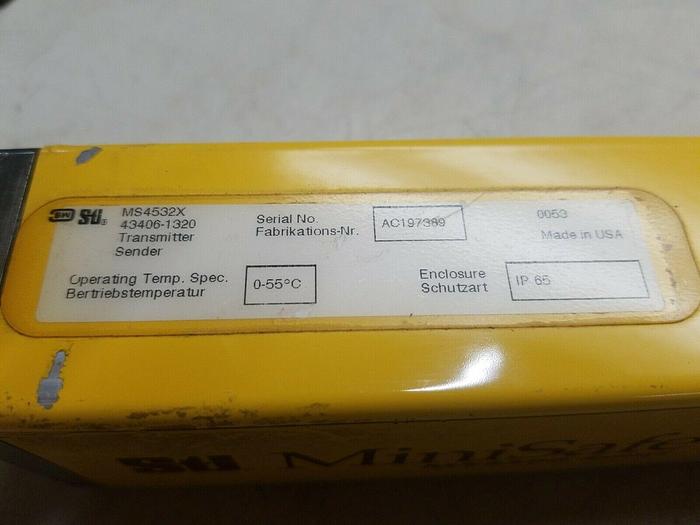 STI® MS4532X
43406-1320
Transmitter
Sender
Serial No.
Fabrikations-Nr.
AC197389
0053
Made in USA
Operating Temp. Spec.
Bertriebstemperatur
0-55°C
Enclosure
Schutzart
IP 65
STI MiniSafe